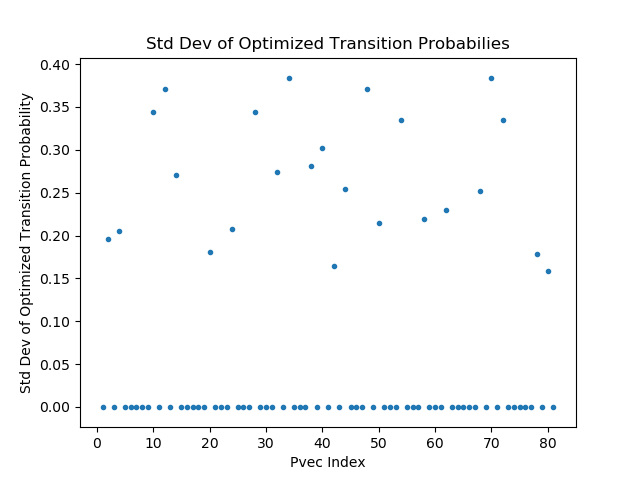 Std Dev of Optimized Transition Probabilies
0.40
0.35
0.30
0.25
0.20
0.15
0.10
0.05
0.00
Std Dev of Optimized Transition Probability
0 10 20 30 40 50 60 70 80
Pvec Index